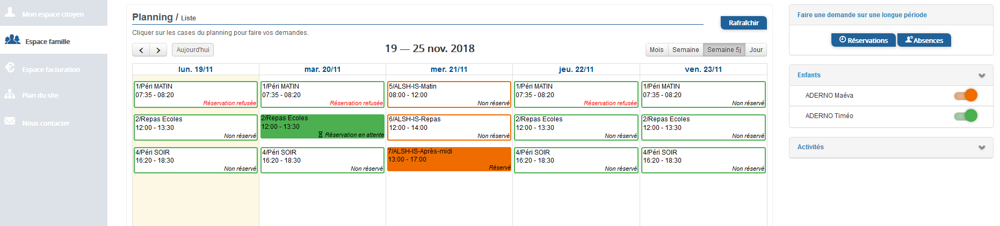 Mon espace citoyen
Espace famille
Espace facturation
Plan du site
Nous contacter
Planning / Liste
Rafraîchir
Cliquer sur les cases du planning pour faire vos demandes.
Aujourd'hui
19 — 25 nov. 2018
Mois Semaine Semaine 5j Jour
lun. 19/11 mar. 20/11 mer. 21/11 jeu. 22/11 ven. 23/11
1/Péri MATIN
07:35 - 08:20
Réservation refusée
2/Repas Ecoles
12:00 - 13:30
Non réservé
4/Péri SOIR
16:20 - 18:30
Non réservé
1/Péri MATIN
07:35 - 08:20
Réservation refusée
2/Repas Ecoles
12:00 - 13:30
Réservation en attente
4/Péri SOIR
16:20 - 18:30
Non réservé
5/ALSH-IS-Matin
08:00 - 12:00
Non réservé
6/ALSH-IS-Repas
12:00 - 14:00
Non réservé
7/ALSH-IS-Après-midi
13:00 - 17:00
Réservé
1/Péri MATIN
07:35 - 08:20
Réservation refusée
2/Repas Ecoles
12:00 - 13:30
Non réservé
4/Péri SOIR
16:20 - 18:30
Non réservé
1/Péri MATIN
07:35 - 08:20
Non réservé
2/Repas Ecoles
12:00 - 13:30
Non réservé
4/Péri SOIR
16:20 - 18:30
Non réservé
Faire une demande sur une longue période
Réservations Absences
Enfants
ADERNO Maéva
ADERNO Timéo
Activités